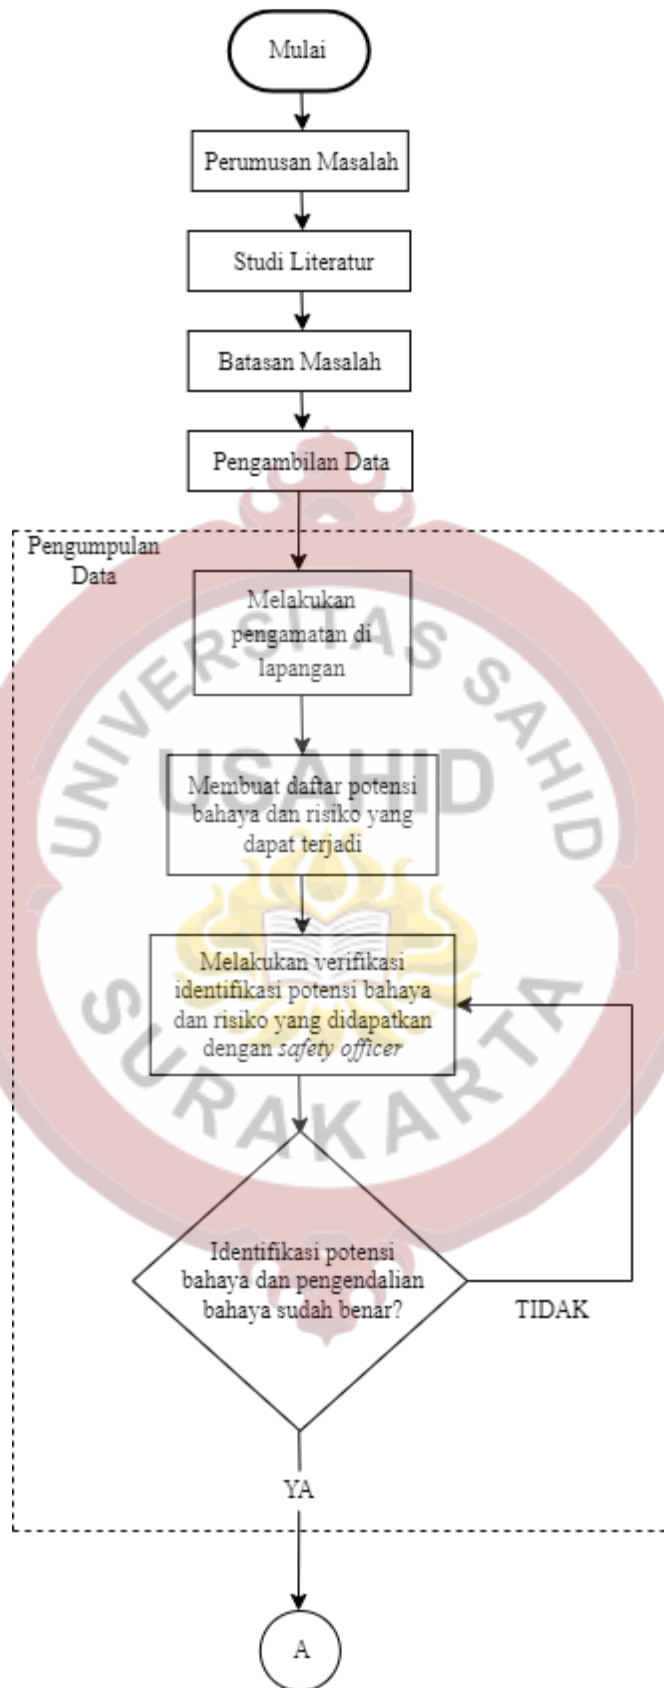 Mulai
Perumusan Masalah
Studi Literatur
Batasan Masalah
Pengambilan Data
Pengumpulan
Data
Melakukan
pengamatan di
lapangan
Membuat daftar potensi
bahaya dan risiko yang
dapat terjadi
Melakukan verifikasi
identifikasi potensi bahaya
dan risiko yang didapatkan
dengan safety officer
Identifikasi potensi
bahaya dan pengendalian
bahaya sudah benar?
TIDAK
YA
A
UNIVERSITAS SAHID
USAHID
SURAKARTA